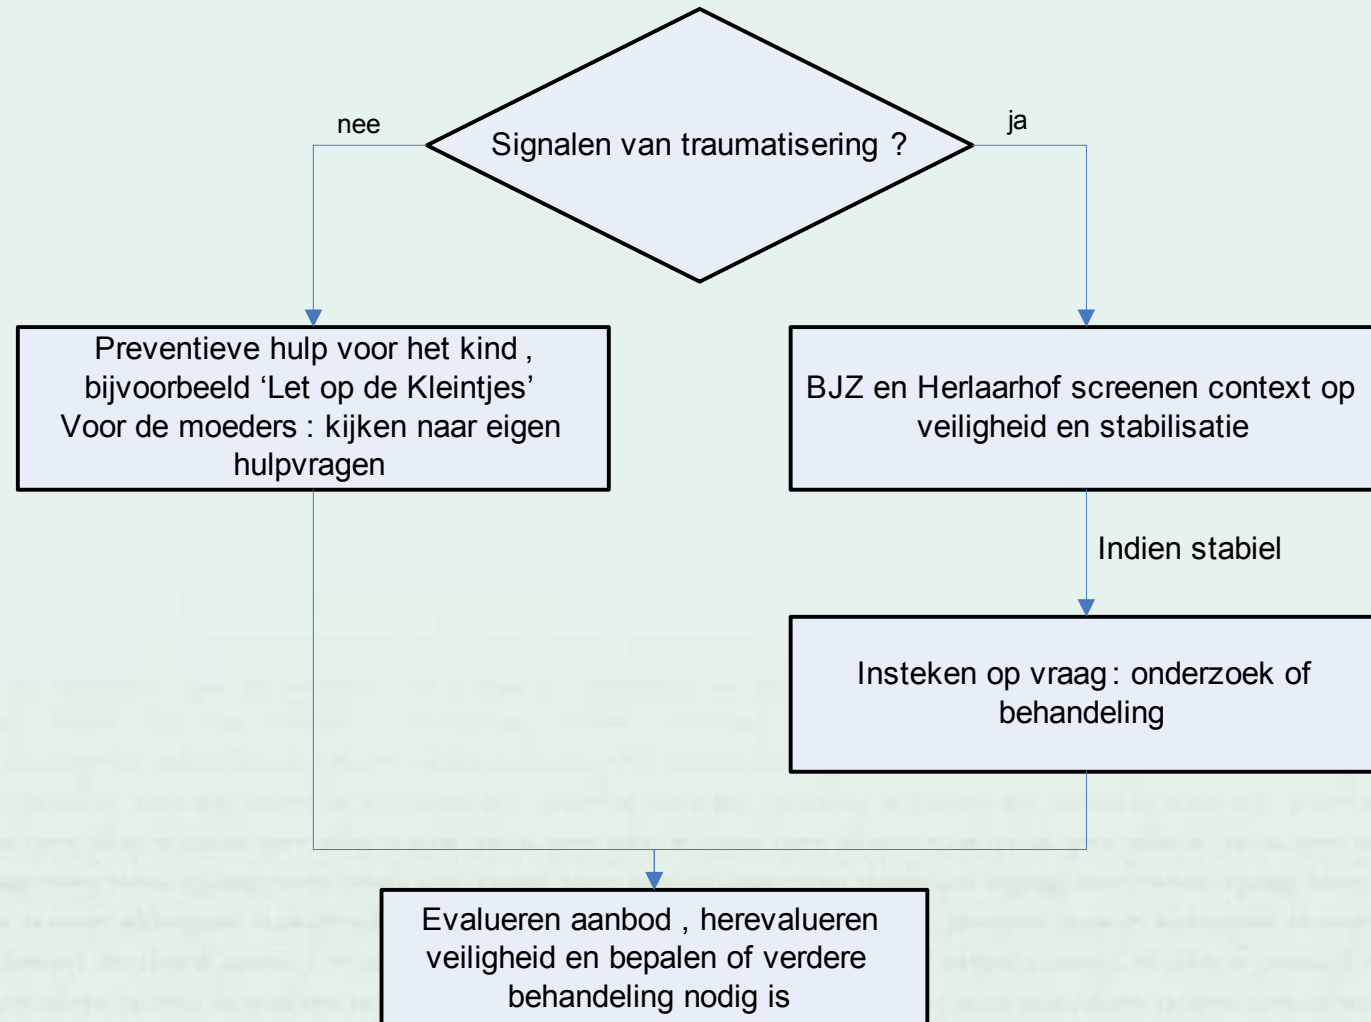 nee
Signalen van traumatisering ?
ja
Preventieve hulp voor het kind ,
bijvoorbeeld ‘Let op de Kleintjes’
Voor de moeders : kijken naar eigen
hulpvragen
BJZ en Herlaarhof screenen context op
veiligheid en stabilisatie
Indien stabiel
Insteken op vraag : onderzoek of
behandeling
Evalueren aanbod , herevalueren
veiligheid en bepalen of verdere
behandeling nodig is